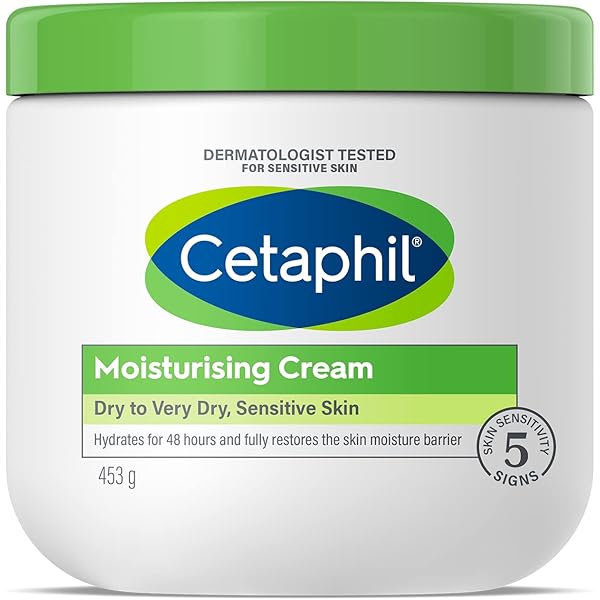 DERMATOLOGIST TESTED
FOR SENSITIVE SKIN
Cetaphil®
Moisturising Cream
Dry to Very Dry, Sensitive Skin
Hydrates for 48 hours and fully restores the skin moisture barrier
453 g
SKIN SENSITIVITY
5
SIGNS